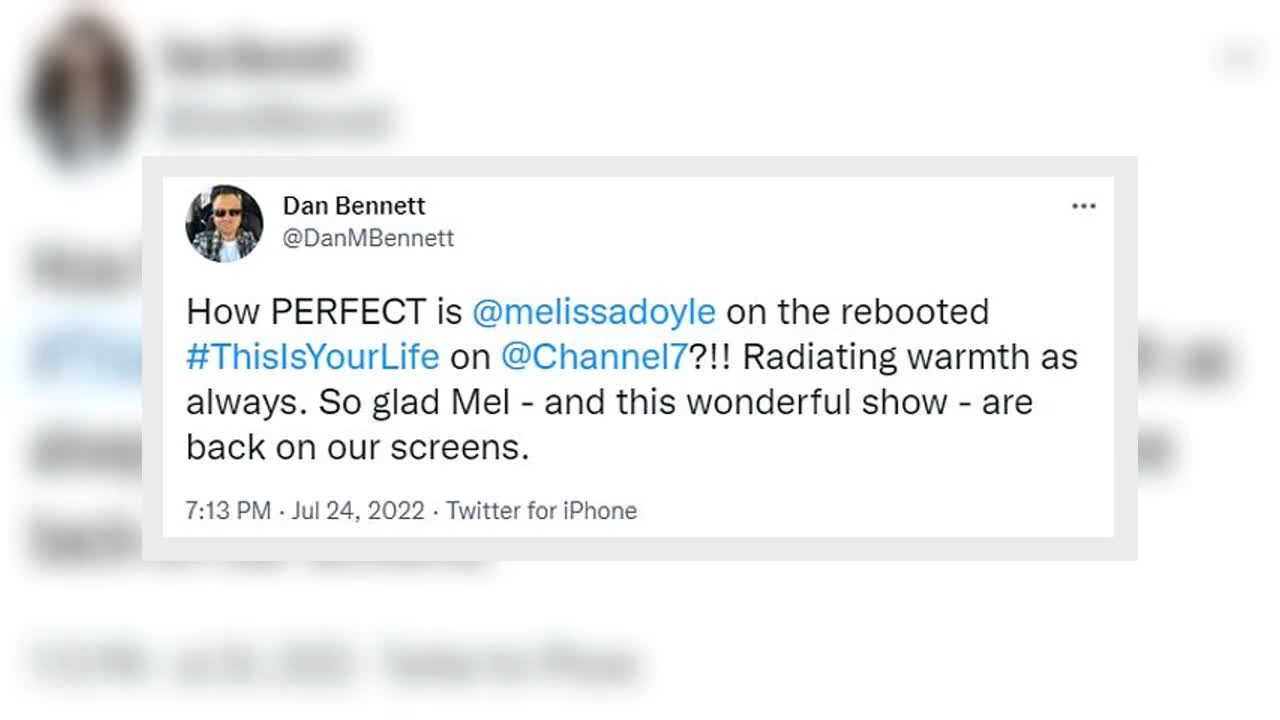 Dan Bennett
@DanMBennett
How PERFECT is @melissadoyle on the rebooted
#ThisIsYourLife on @Channel7?!! Radiating warmth as
always. So glad Mel - and this wonderful show - are
back on our screens.
7:13 PM · Jul 24, 2022 · Twitter for iPhone